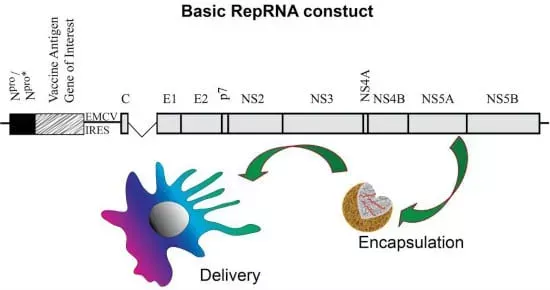 Basic RepRNA constuct
Npro /
Npro*
Vaccine Antigen
Gene of Interest
EMCV
IRES
C
E1
E2
p7
NS2
NS3
NS4A
NS4B
NS5A
NS5B
Delivery
Encapsulation